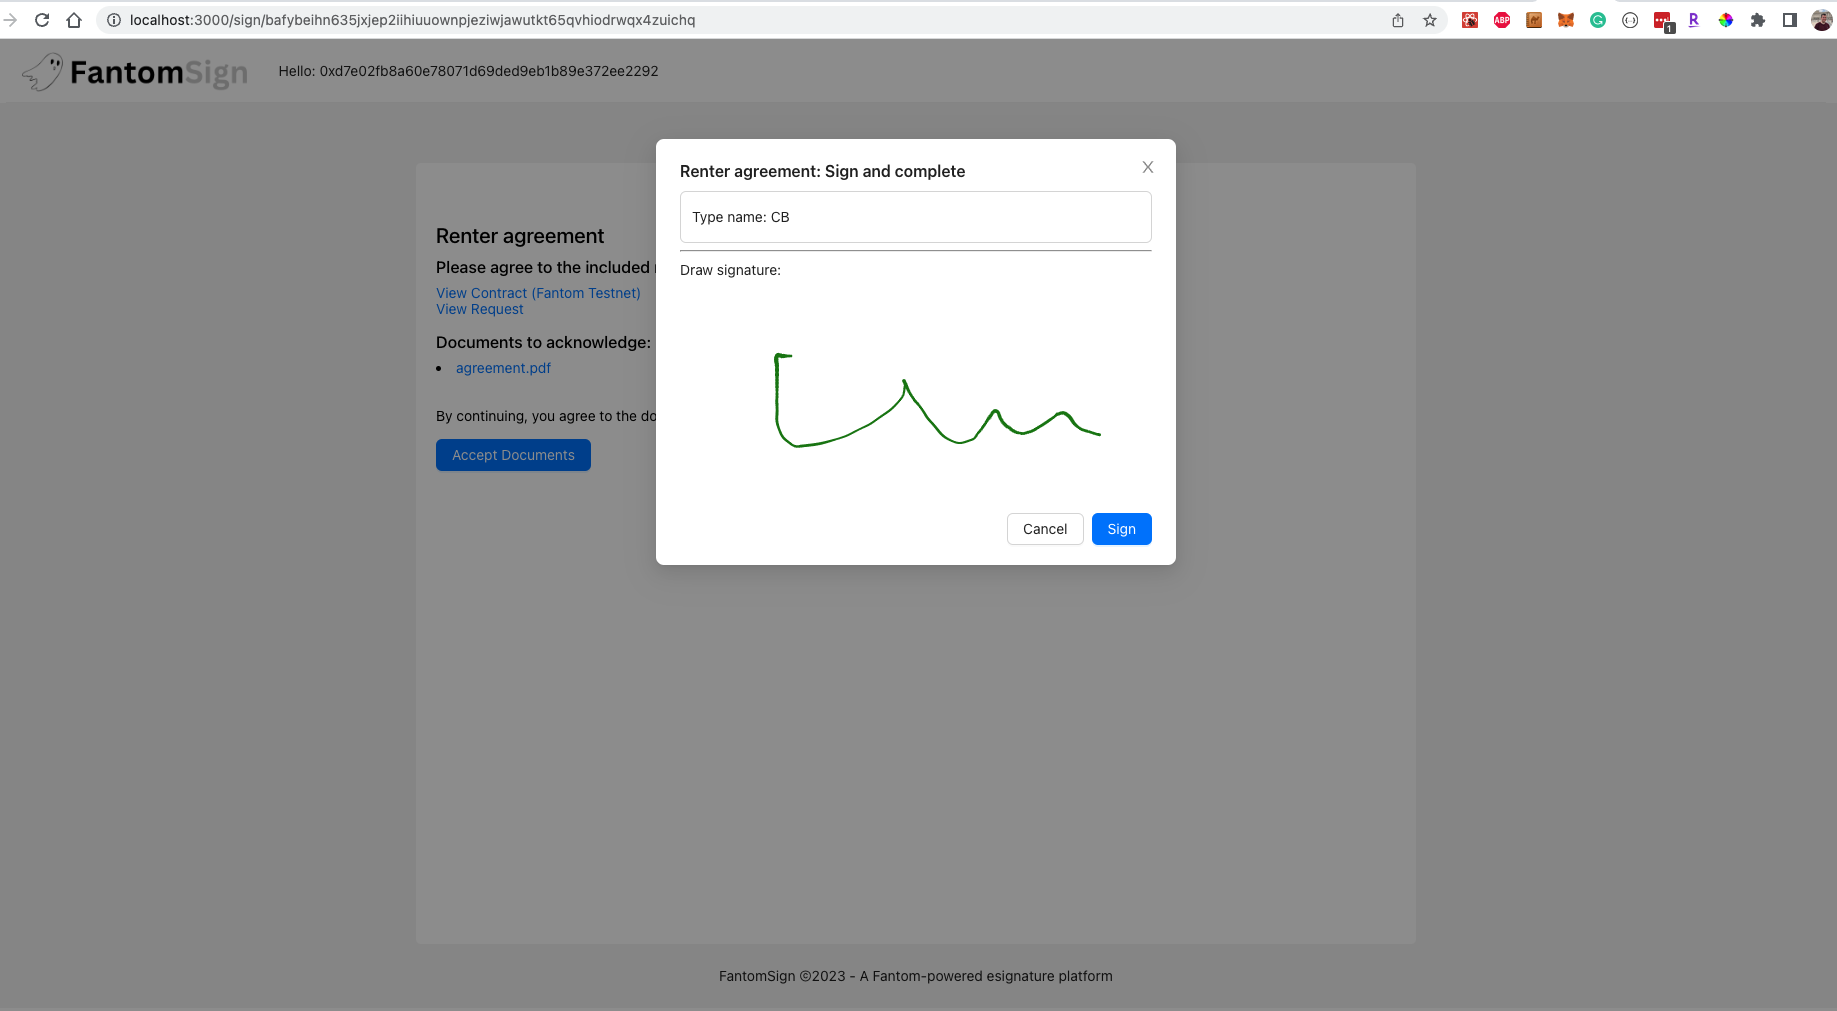 localhost:3000/sign/bafybeihn635jxjep2iihiuuownpjeziwjawutkt65qvhiodrwqx4zuichq
ABP
1
R
FantomSign
Hello: 0xd7e02fb8a60e78071d69ded9eb1b89e372ee2292
Renter agreement: Sign and complete
X
Type name: CB
Draw signature:
Cancel
Sign
Renter agreement
Please agree to the included
View Contract (Fantom Testnet)
View Request
Documents to acknowledge:
agreement.pdf
By continuing, you agree to the do
Accept Documents
FantomSign ©2023 - A Fantom-powered esignature platform